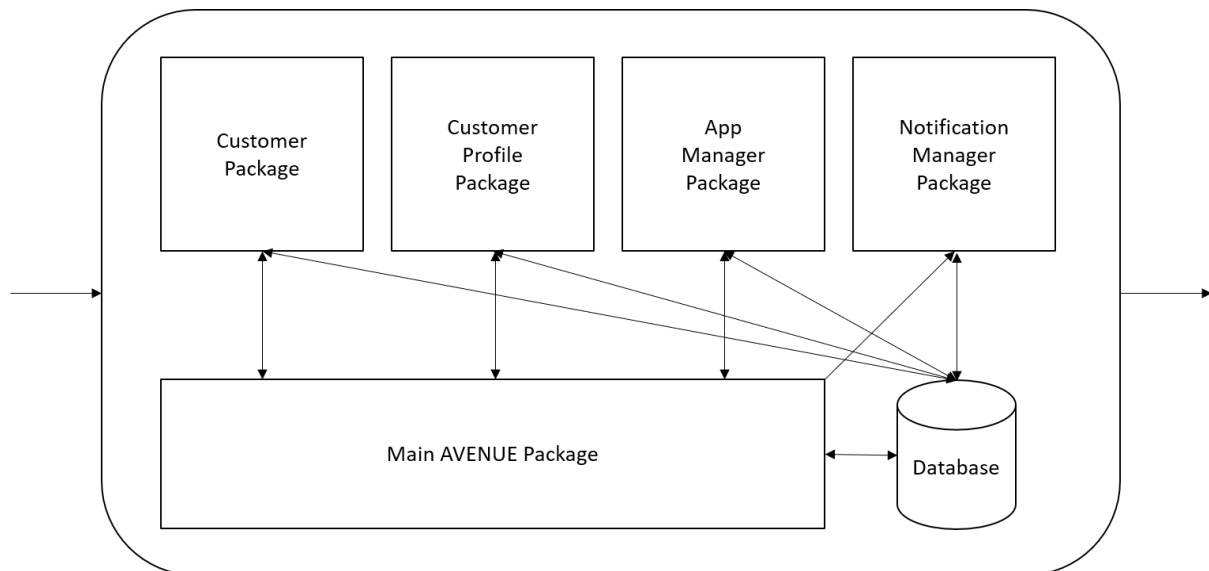 Customer
Package
Customer
Profile
Package
App
Manager
Package
Notification
Manager
Package
Main AVENUE Package
Database